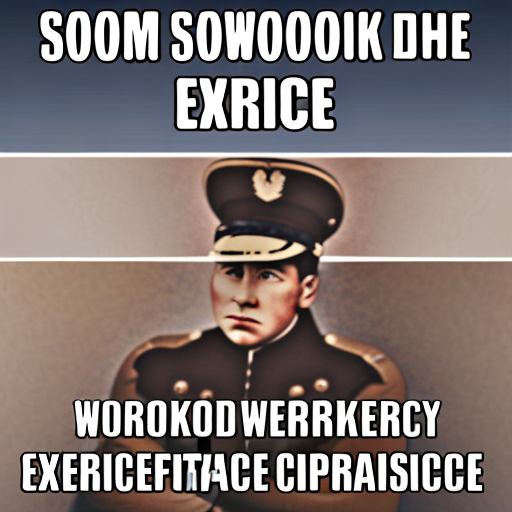 SOOM SOWOOOIK DHE
EXRICE
WOROKOD WERRKERCY
EXERICEFITACE CIPRAISICCE